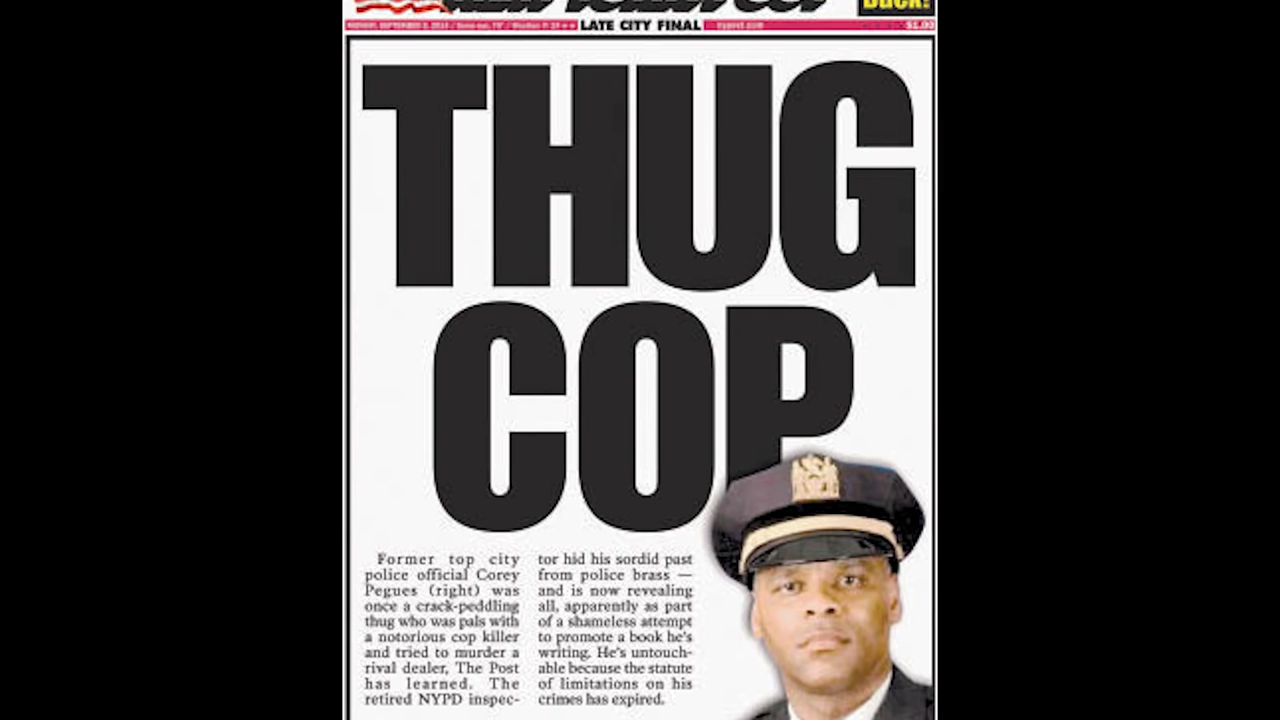 LATE CITY FINAL
$1.00
THUG
COP
Former top city
police official Corey
Pegues (right) was
once a crack-peddling
thug who was pals with
a notorious cop killer
and tried to murder a
rival dealer, The Post
has learned. The
retired NYPD inspec-
tor hid his sordid past
from police brass —
and is now revealing
all, apparently as part
of a shameless attempt
to promote a book he's
writing. He's untouch-
able because the statute
of limitations on his
crimes has expired.